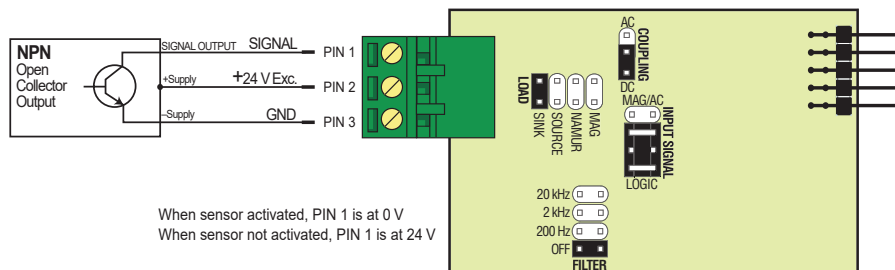 NPN
Open
Collector
Output
SIGNAL OUTPUT
SIGNAL
PIN 1
+Supply
+24 V Exc.
PIN 2
–Supply
GND
PIN 3
When sensor activated, PIN 1 is at 0 V
When sensor not activated, PIN 1 is at 24 V
LOAD
SINK
SOURCE
NAMUR
MAG
AC
COUPLING
DC
MAG/AC
INPUT SIGNAL
LOGIC
20 kHz
2 kHz
200 Hz
OFF
FILTER